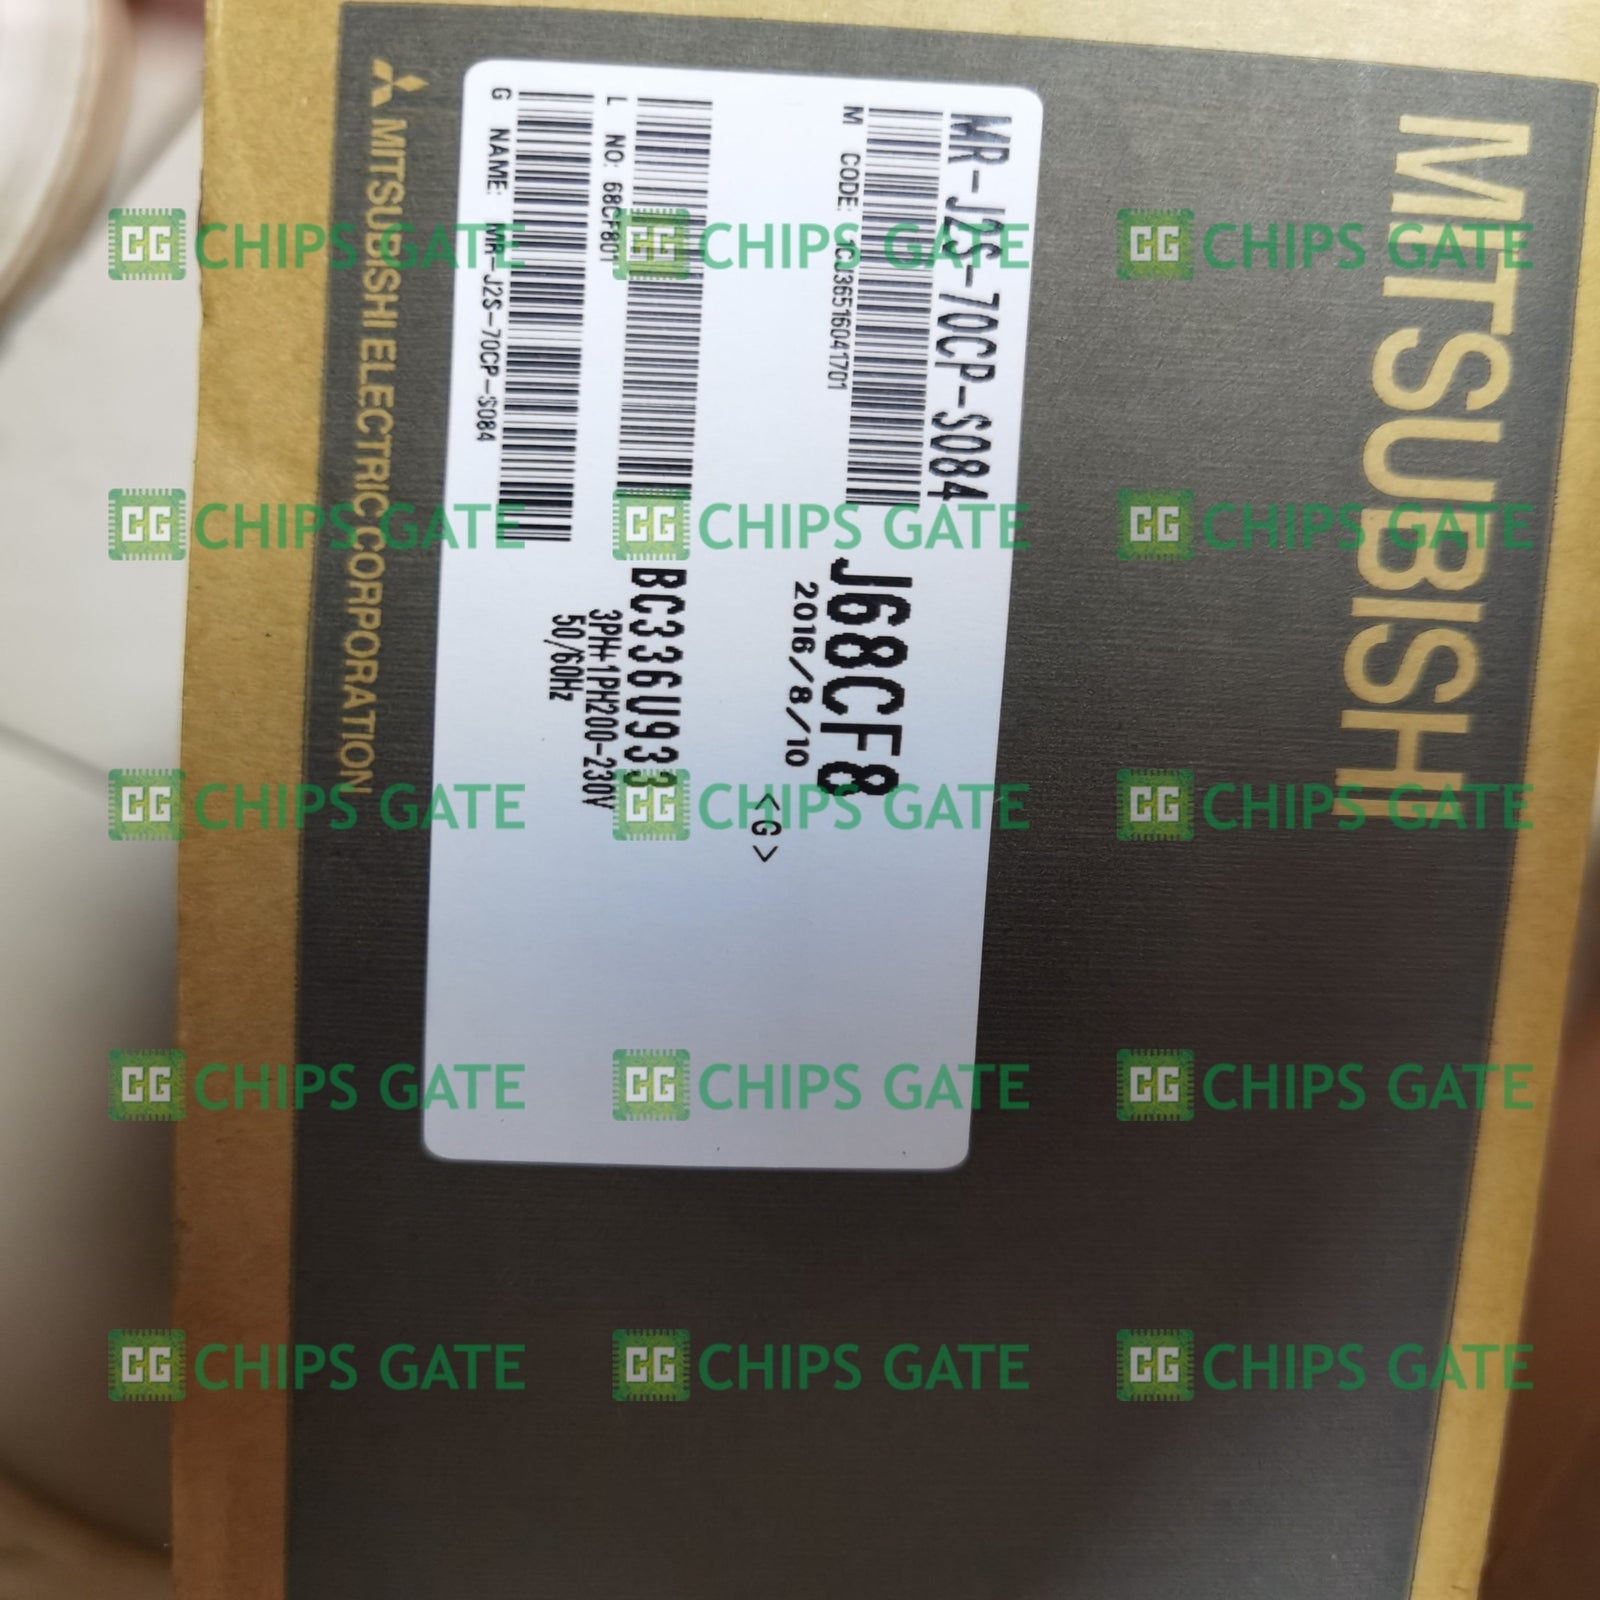 MITSUBISHI
MR-J2S-70CP-S084
M CODE: 1CJ36516041701
J68CF8
2016/8/10
<G>
L NO: 68CF801
BC336U933
3PH+1PH200-230V
50/60Hz
G NAME: MR-J2S-70CP-S084
MITSUBISHI ELECTRIC CORPORATION
CG CHIPS GATE CG CHIPS GATE CG CHIPS GATE
CG CHIPS GATE CG CHIPS GATE CG CHIPS GATE
CG CHIPS GATE CG CHIPS GATE CG CHIPS GATE
CG CHIPS GATE CG CHIPS GATE CG CHIPS GATE
CG CHIPS GATE CG CHIPS GATE CG CHIPS GATE